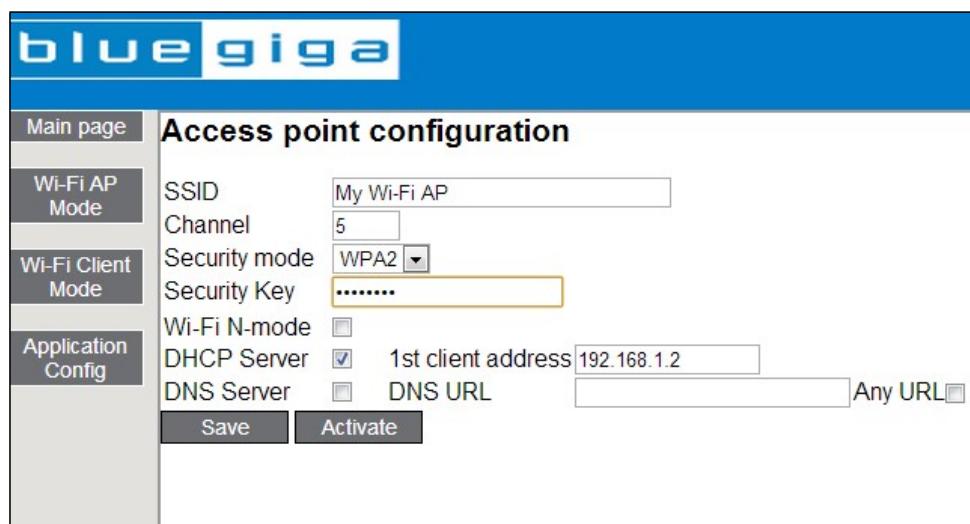 bluegiga
Main page
Wi-Fi AP
Mode
Wi-Fi Client
Mode
Application
Config
Access point configuration
SSID My Wi-Fi AP
Channel 5
Security mode WPA2
Security Key ••••••••
Wi-Fi N-mode
DHCP Server 1st client address 192.168.1.2
DNS Server DNS URL Any URL
Save Activate